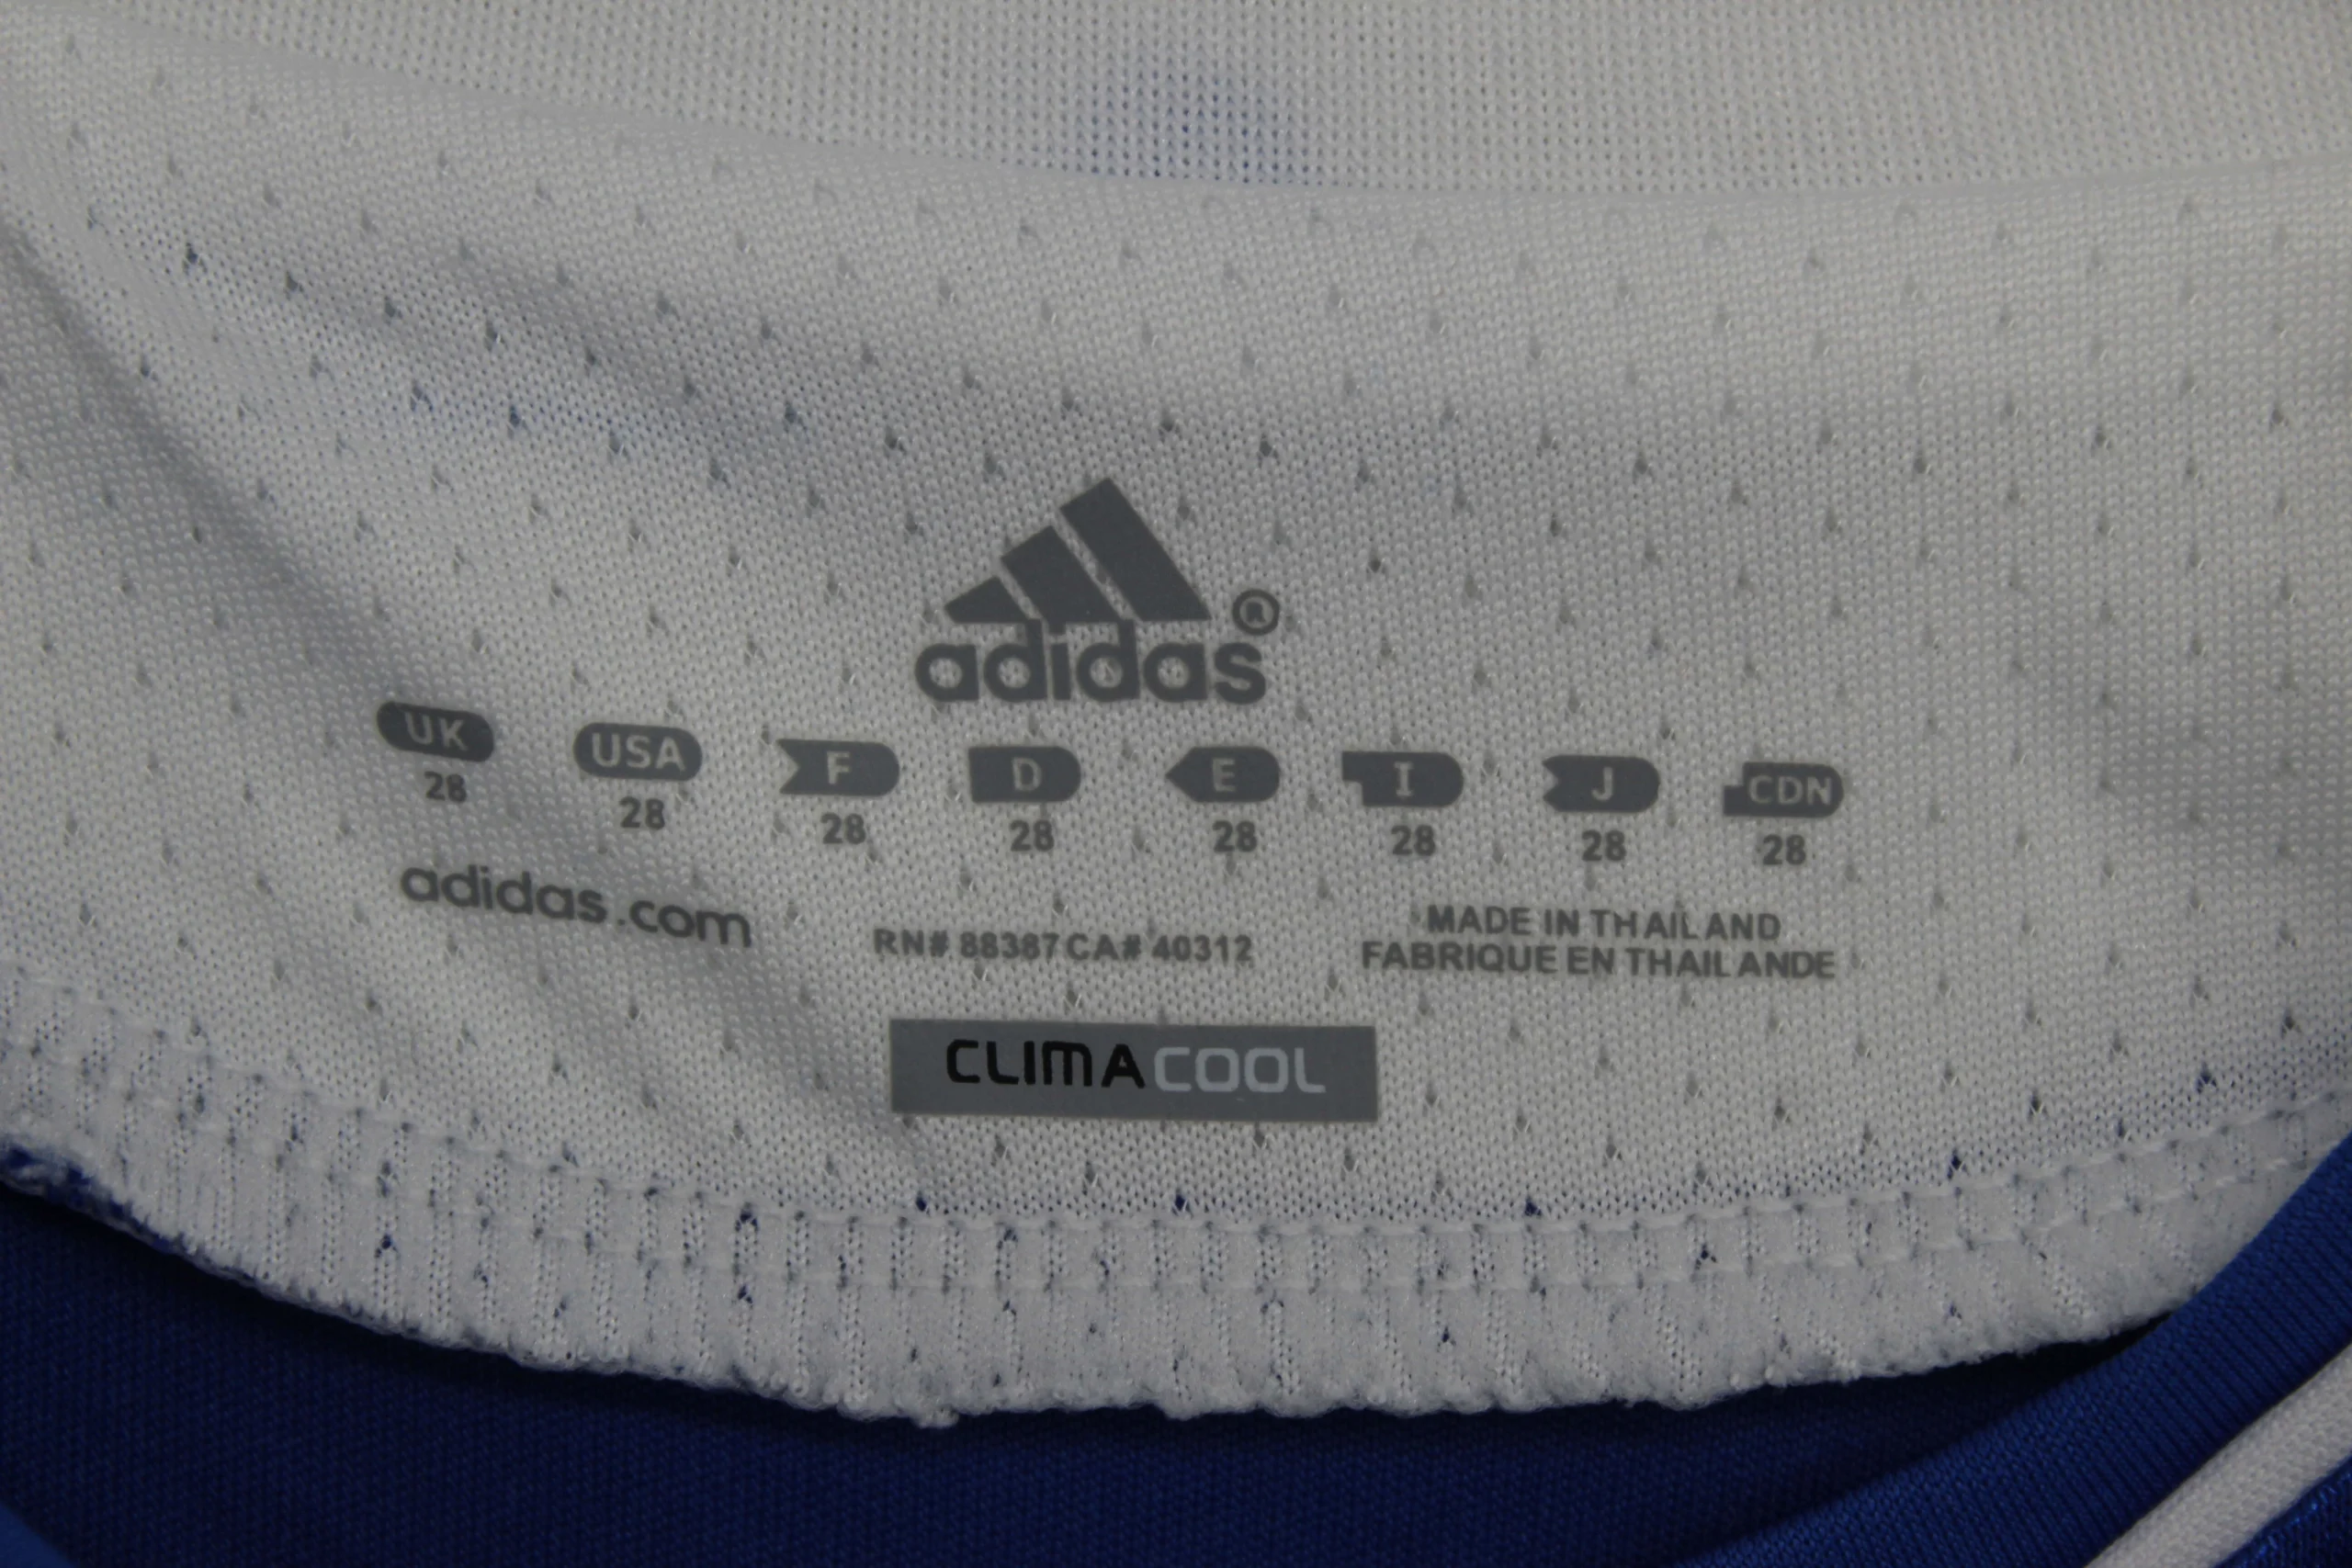 adidas®
UK USA F D E I J CDN
28 28 28 28 28 28 28 28
adidas.com
RN# 88387 CA# 40312
MADE IN THAILAND
FABRIQUE EN THAILANDE
CLIMACOOL